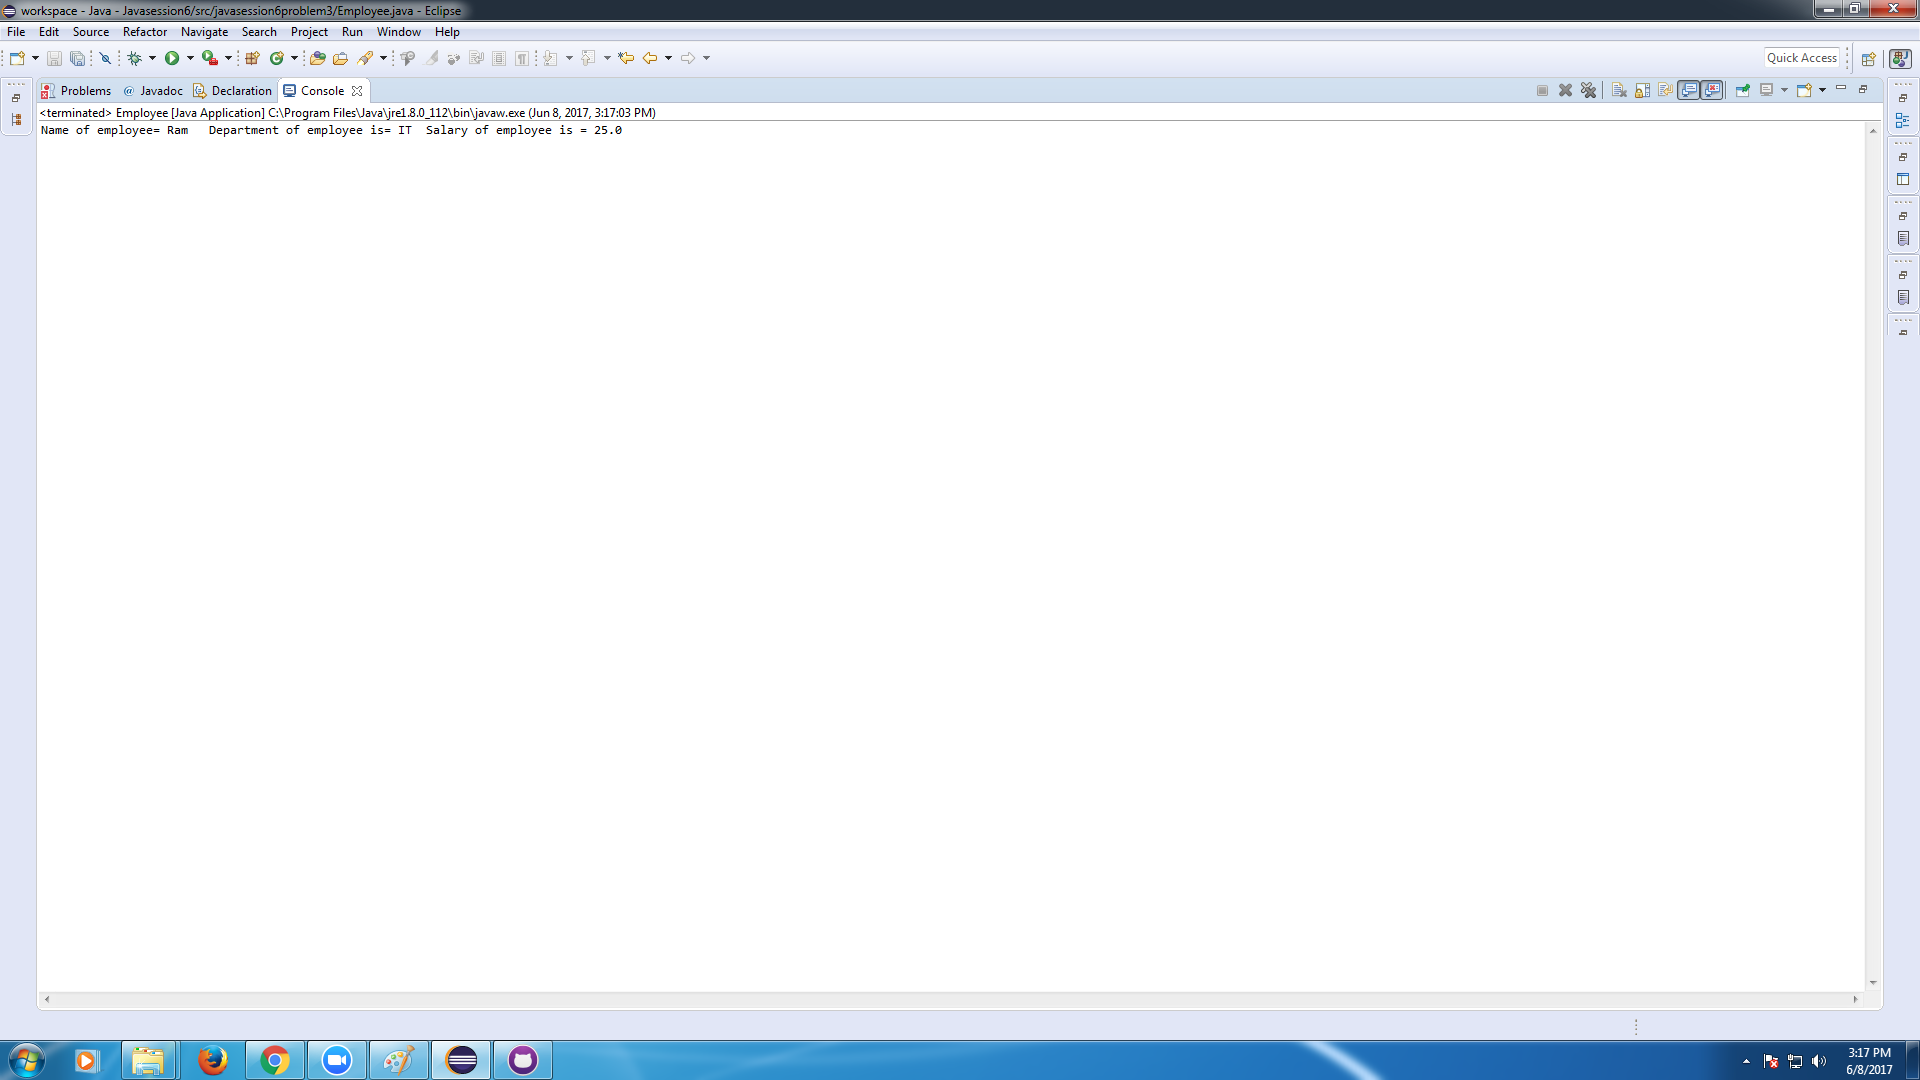 workspace - Java - Javasession6/src/javasession6problem3/Employee.java - Eclipse
File Edit Source Refactor Navigate Search Project Run Window Help
Quick Access
Problems @ Javadoc Declaration Console
<terminated> Employee [Java Application] C:\Program Files\Java\jre1.8.0_112\bin\javaw.exe (Jun 8, 2017, 3:17:03 PM)
Name of employee= Ram   Department of employee is= IT  Salary of employee is = 25.0
3:17 PM
6/8/2017